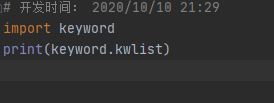 # 开发时间: 2020/10/10 21:29
import keyword
print(keyword.kwlist)